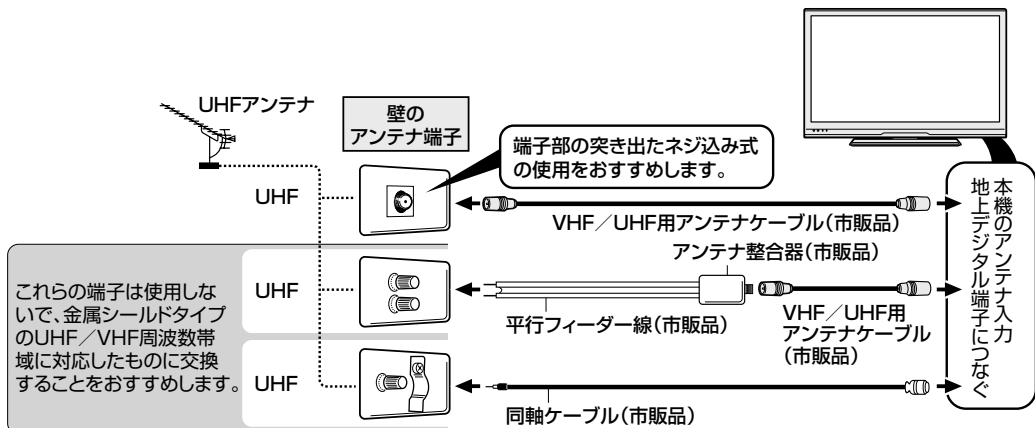 UHFアンテナ
壁の
アンテナ端子
端子部の突き出たネジ込み式
の使用をおすすめします。
UHF
VHF／UHF用アンテナケーブル（市販品）
アンテナ整合器（市販品）
これらの端子は使用しな
いで、金属シールドタイプ
のUHF／VHF周波数帯
域に対応したものに交換
することをおすすめします。
UHF
平行フィーダー線（市販品）
VHF／UHF用
アンテナケーブル
（市販品）
UHF
同軸ケーブル（市販品）
本機のアンテナ入力
地上デジタル端子につなぐ